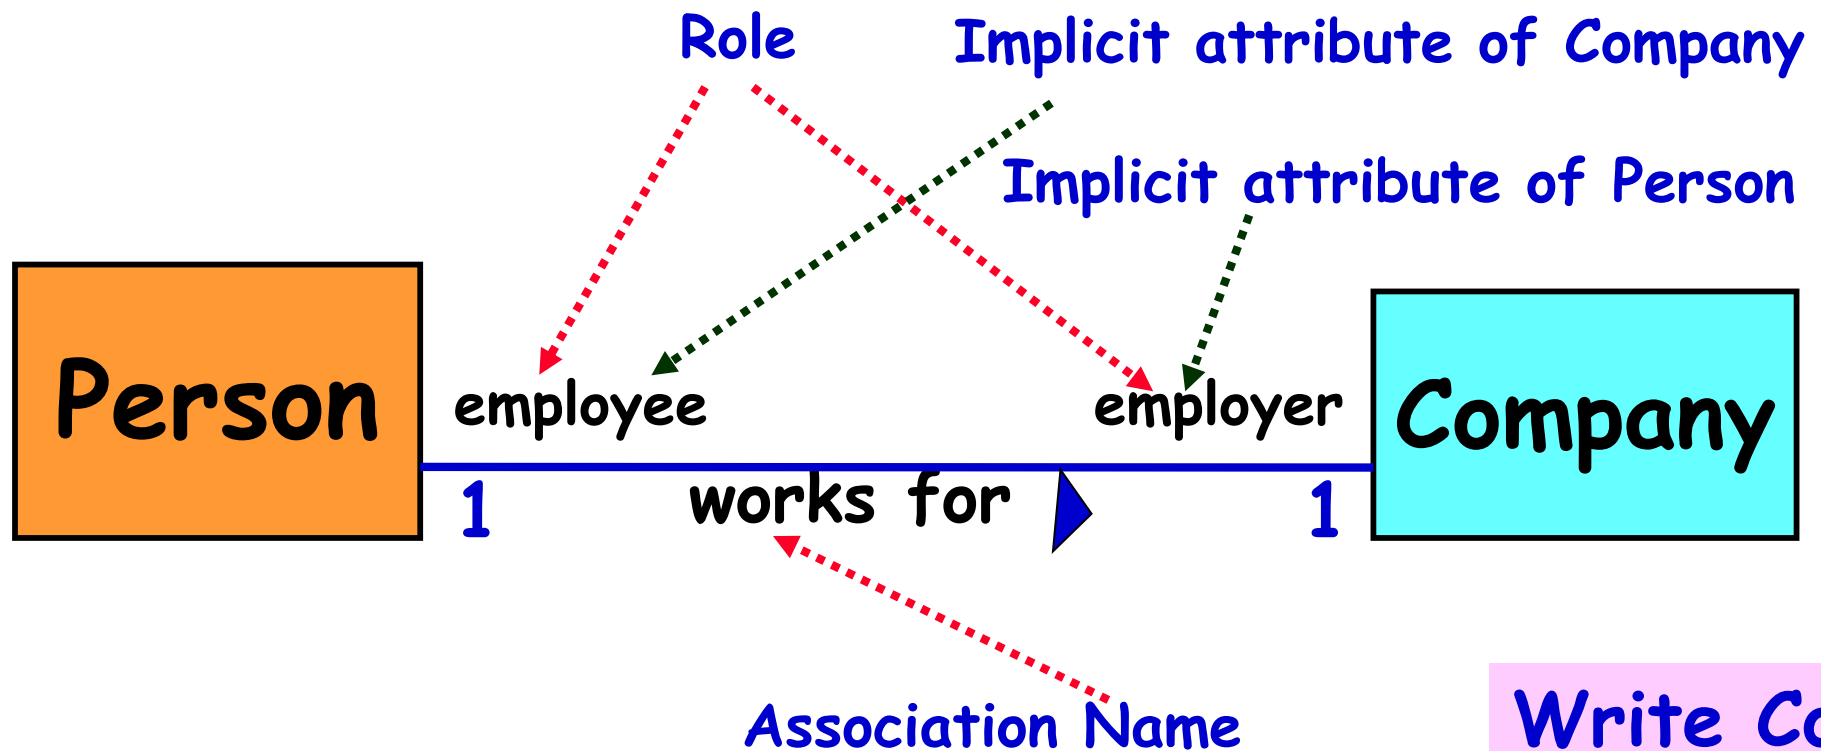 Role
Implicit attribute of Company
Implicit attribute of Person
Person
employee
employer
Company
works for
1
1
Association Name
Write